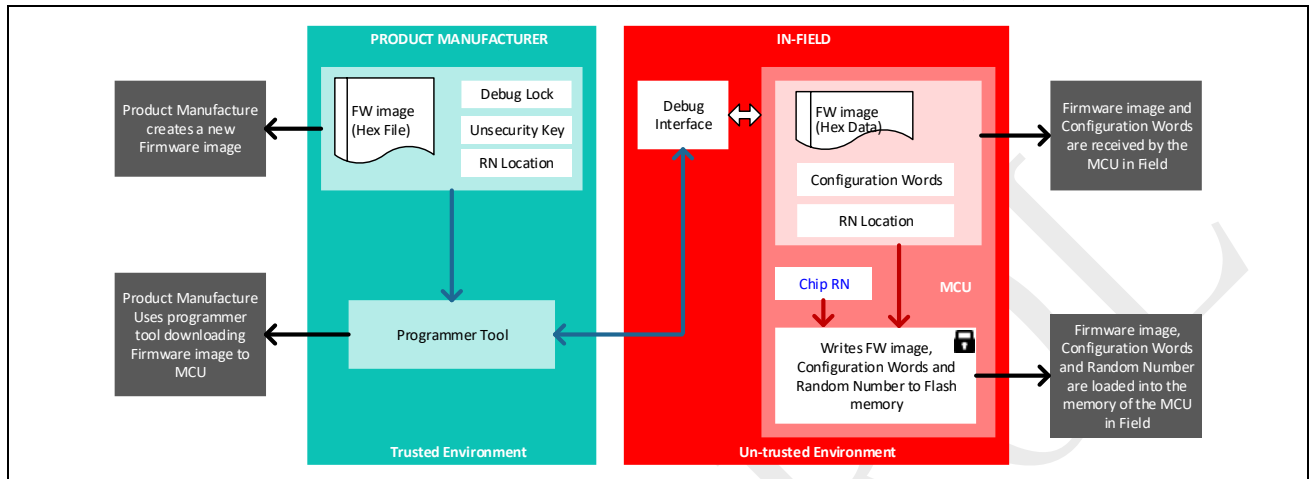 PRODUCT MANUFACTURER
IN-FIELD
Product Manufacture
creates a new
Firmware image
FW image
(Hex File)
Debug Lock
Unsecurity Key
RN Location
Debug
Interface
FW image
(Hex Data)
Configuration Words
RN Location
Firmware image and
Configuration Words
are received by the
MCU in Field
Chip RN
MCU
Product Manufacture
Uses programmer
tool downloading
Firmware image to
MCU
Programmer Tool
Writes FW image,
Configuration Words and
Random Number to Flash
memory
Firmware image,
Configuration Words
and Random Number
are loaded into the
memory of the MCU
in Field
Trusted Environment
Un-trusted Environment